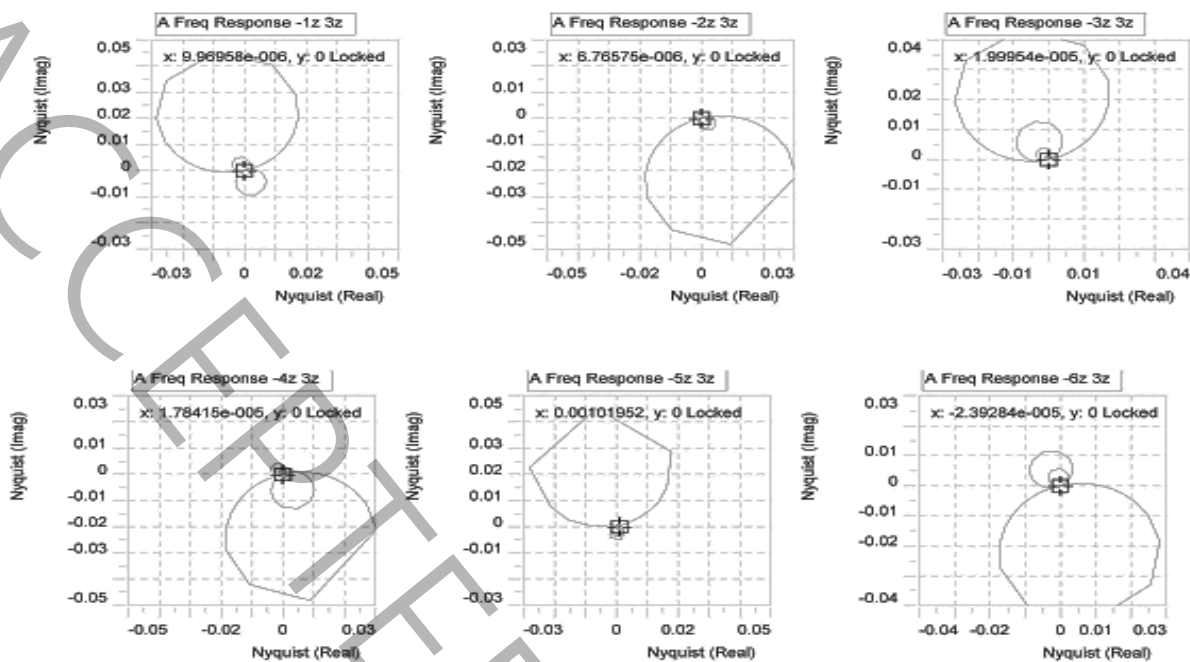 A Freq Response -1z 3z
x: 9.96958e-006, y: 0 Locked
Nyquist (Imag)
0.05
0.03
0.02
0.01
0
-0.01
-0.03
-0.03 0 0.02 0.05
Nyquist (Real)
A Freq Response -2z 3z
x: 6.76575e-006, y: 0 Locked
Nyquist (Imag)
0.03
0.01
0
-0.01
-0.02
-0.03
-0.05
-0.05 -0.02 0 0.01 0.03
Nyquist (Real)
A Freq Response -3z 3z
x: 1.99954e-005, y: 0 Locked
Nyquist (Imag)
0.04
0.02
0.01
0
-0.01
-0.03
-0.03 -0.01 0.01 0.04
Nyquist (Real)
A Freq Response -4z 3z
x: 1.78415e-005, y: 0 Locked
Nyquist (Imag)
0.03
0.01
0
-0.01
-0.02
-0.03
-0.05
-0.05 -0.02 0 0.01 0.03
Nyquist (Real)
A Freq Response -5z 3z
x: 0.00101952, y: 0 Locked
Nyquist (Imag)
0.05
0.03
0.02
0.01
0
-0.01
-0.03
-0.03 0 0.02 0.05
Nyquist (Real)
A Freq Response -6z 3z
x: -2.39284e-005, y: 0 Locked
Nyquist (Imag)
0.03
0.01
0
-0.01
-0.02
-0.04
-0.04 -0.02 0 0.01 0.03
Nyquist (Real)
ACCEPTE